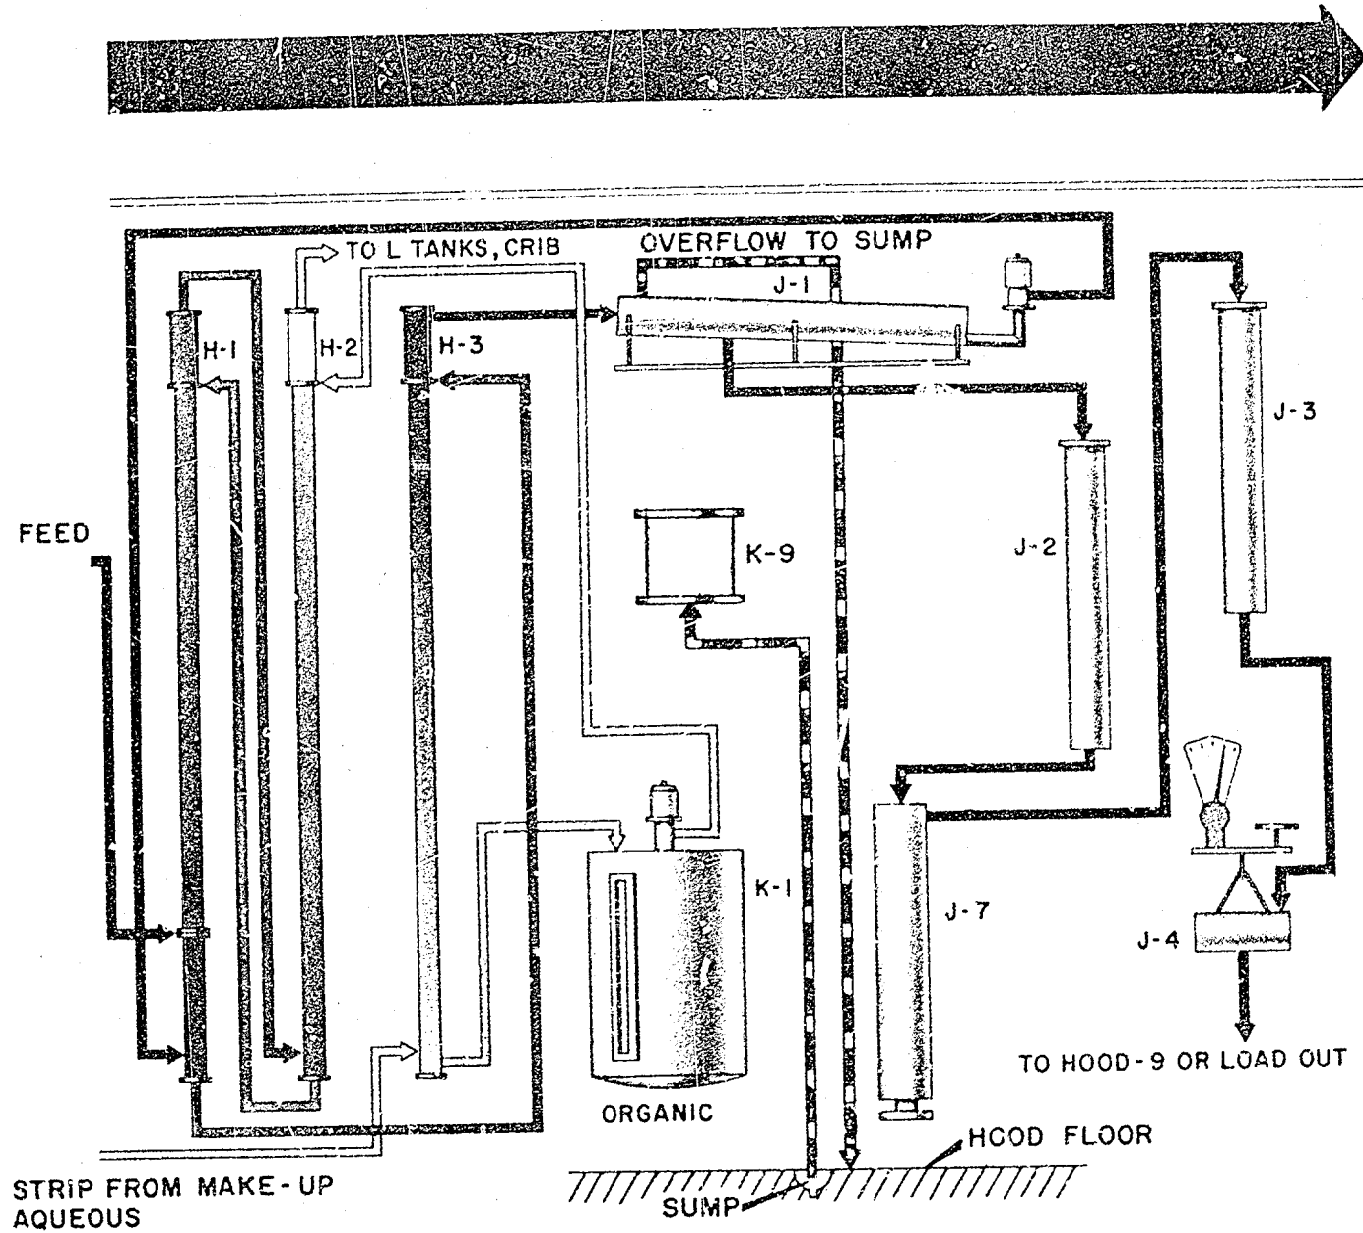 TO L TANKS, CRIB
OVERFLOW TO SUMP
J-1
H-1
H-2
H-3
J-3
FEED
J-2
K-9
K-1
J-7
J-4
TO HOOD-9 OR LOAD OUT
ORGANIC
HOOD FLOOR
STRIP FROM MAKE-UP
AQUEOUS
SUMP